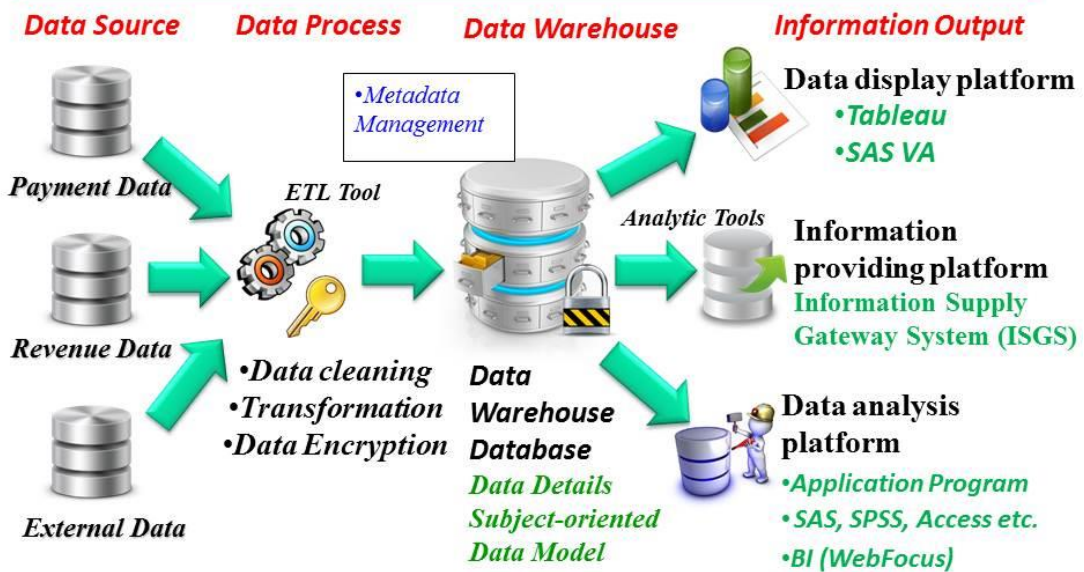 Data Source
Data Process
Data Warehouse
Information Output
Payment Data
Revenue Data
External Data
ETL Tool
•Data cleaning
•Transformation
•Data Encryption
•Metadata
Management
Data
Warehouse
Database
Data Details
Subject-oriented
Data Model
Analytic Tools
Data display platform
•Tableau
•SAS VA
Information
providing platform
Information Supply
Gateway System (ISGS)
Data analysis
platform
•Application Program
•SAS, SPSS, Access etc.
•BI (WebFocus)